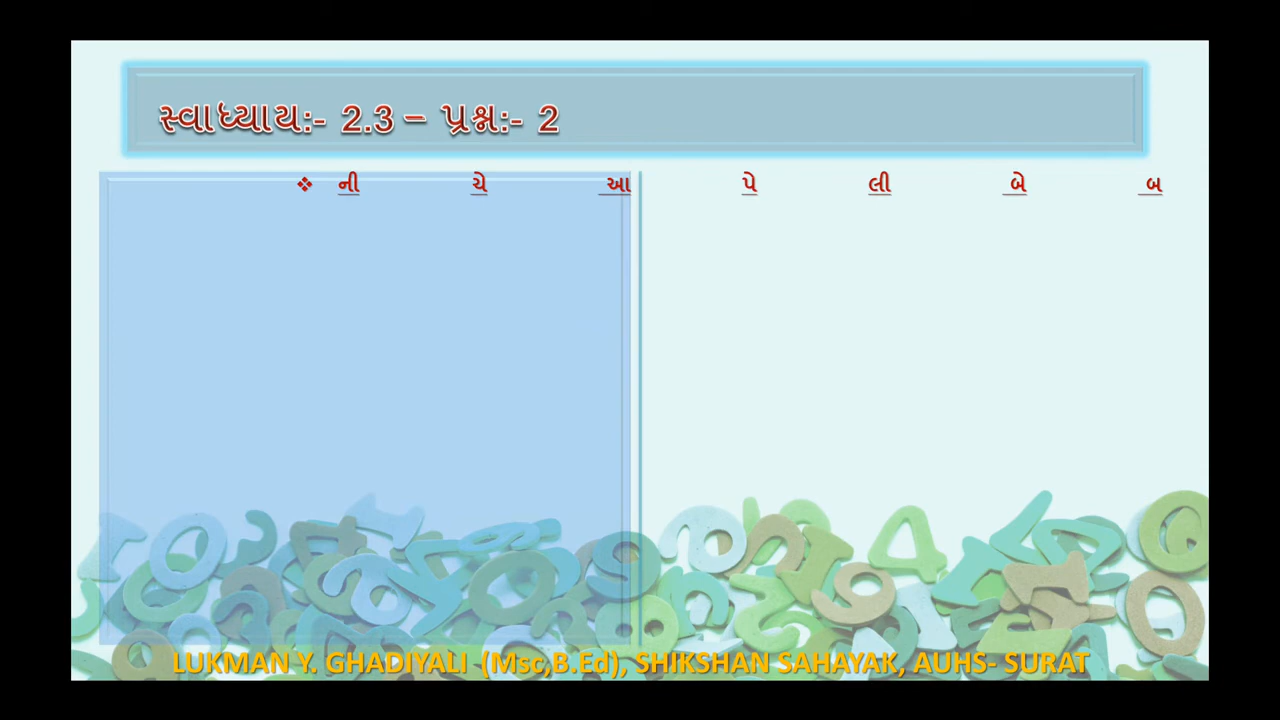 સ્વાધ્યાય:- 2.3 – પ્રશ્ન:- 2
❖ ની ચે આ પે લી બે બ
LUKMAN Y. GHADIYALI (Msc,B.Ed), SHIKSHAN SAHAYAK, AUHS- SURAT